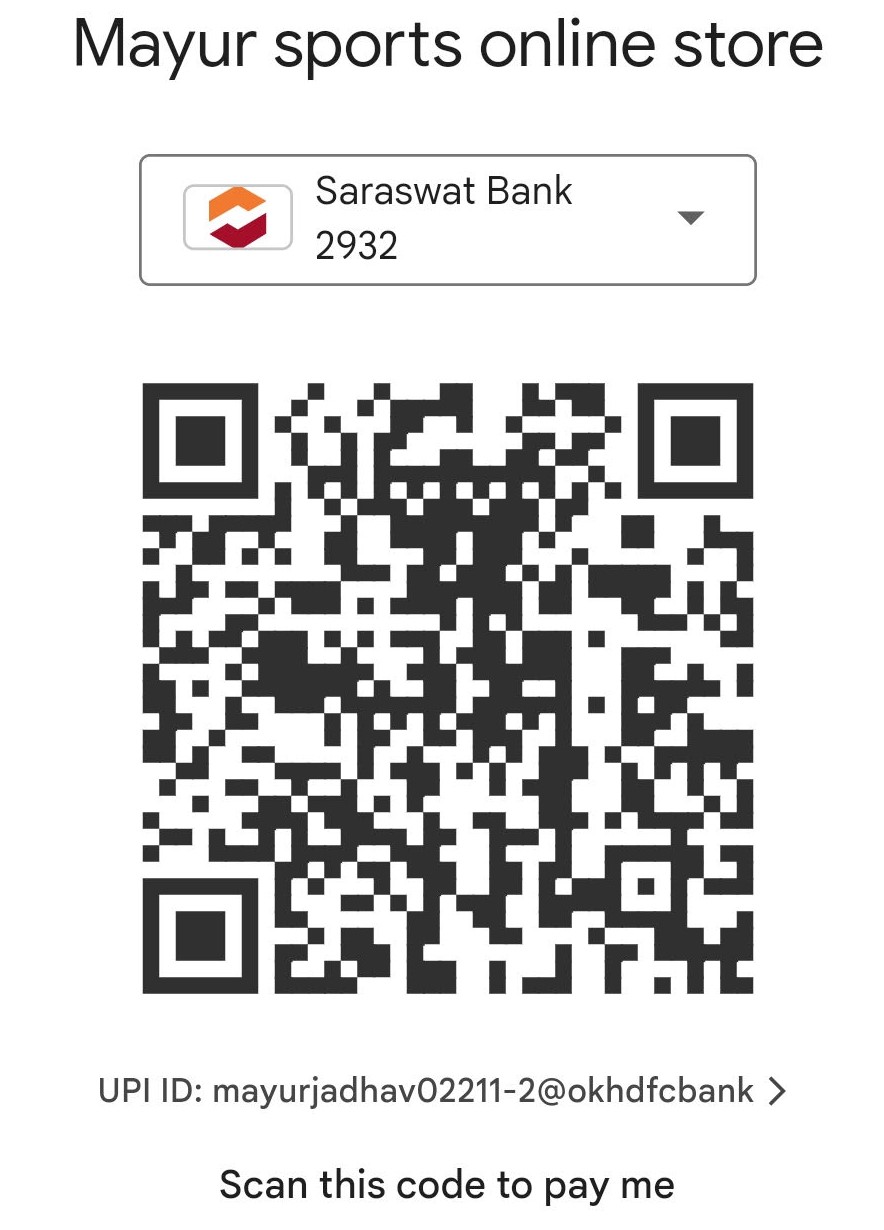 Mayur sports online store
Saraswat Bank
2932
UPI ID: mayurjadhav02211-2@okhdfcbank
Scan this code to pay me